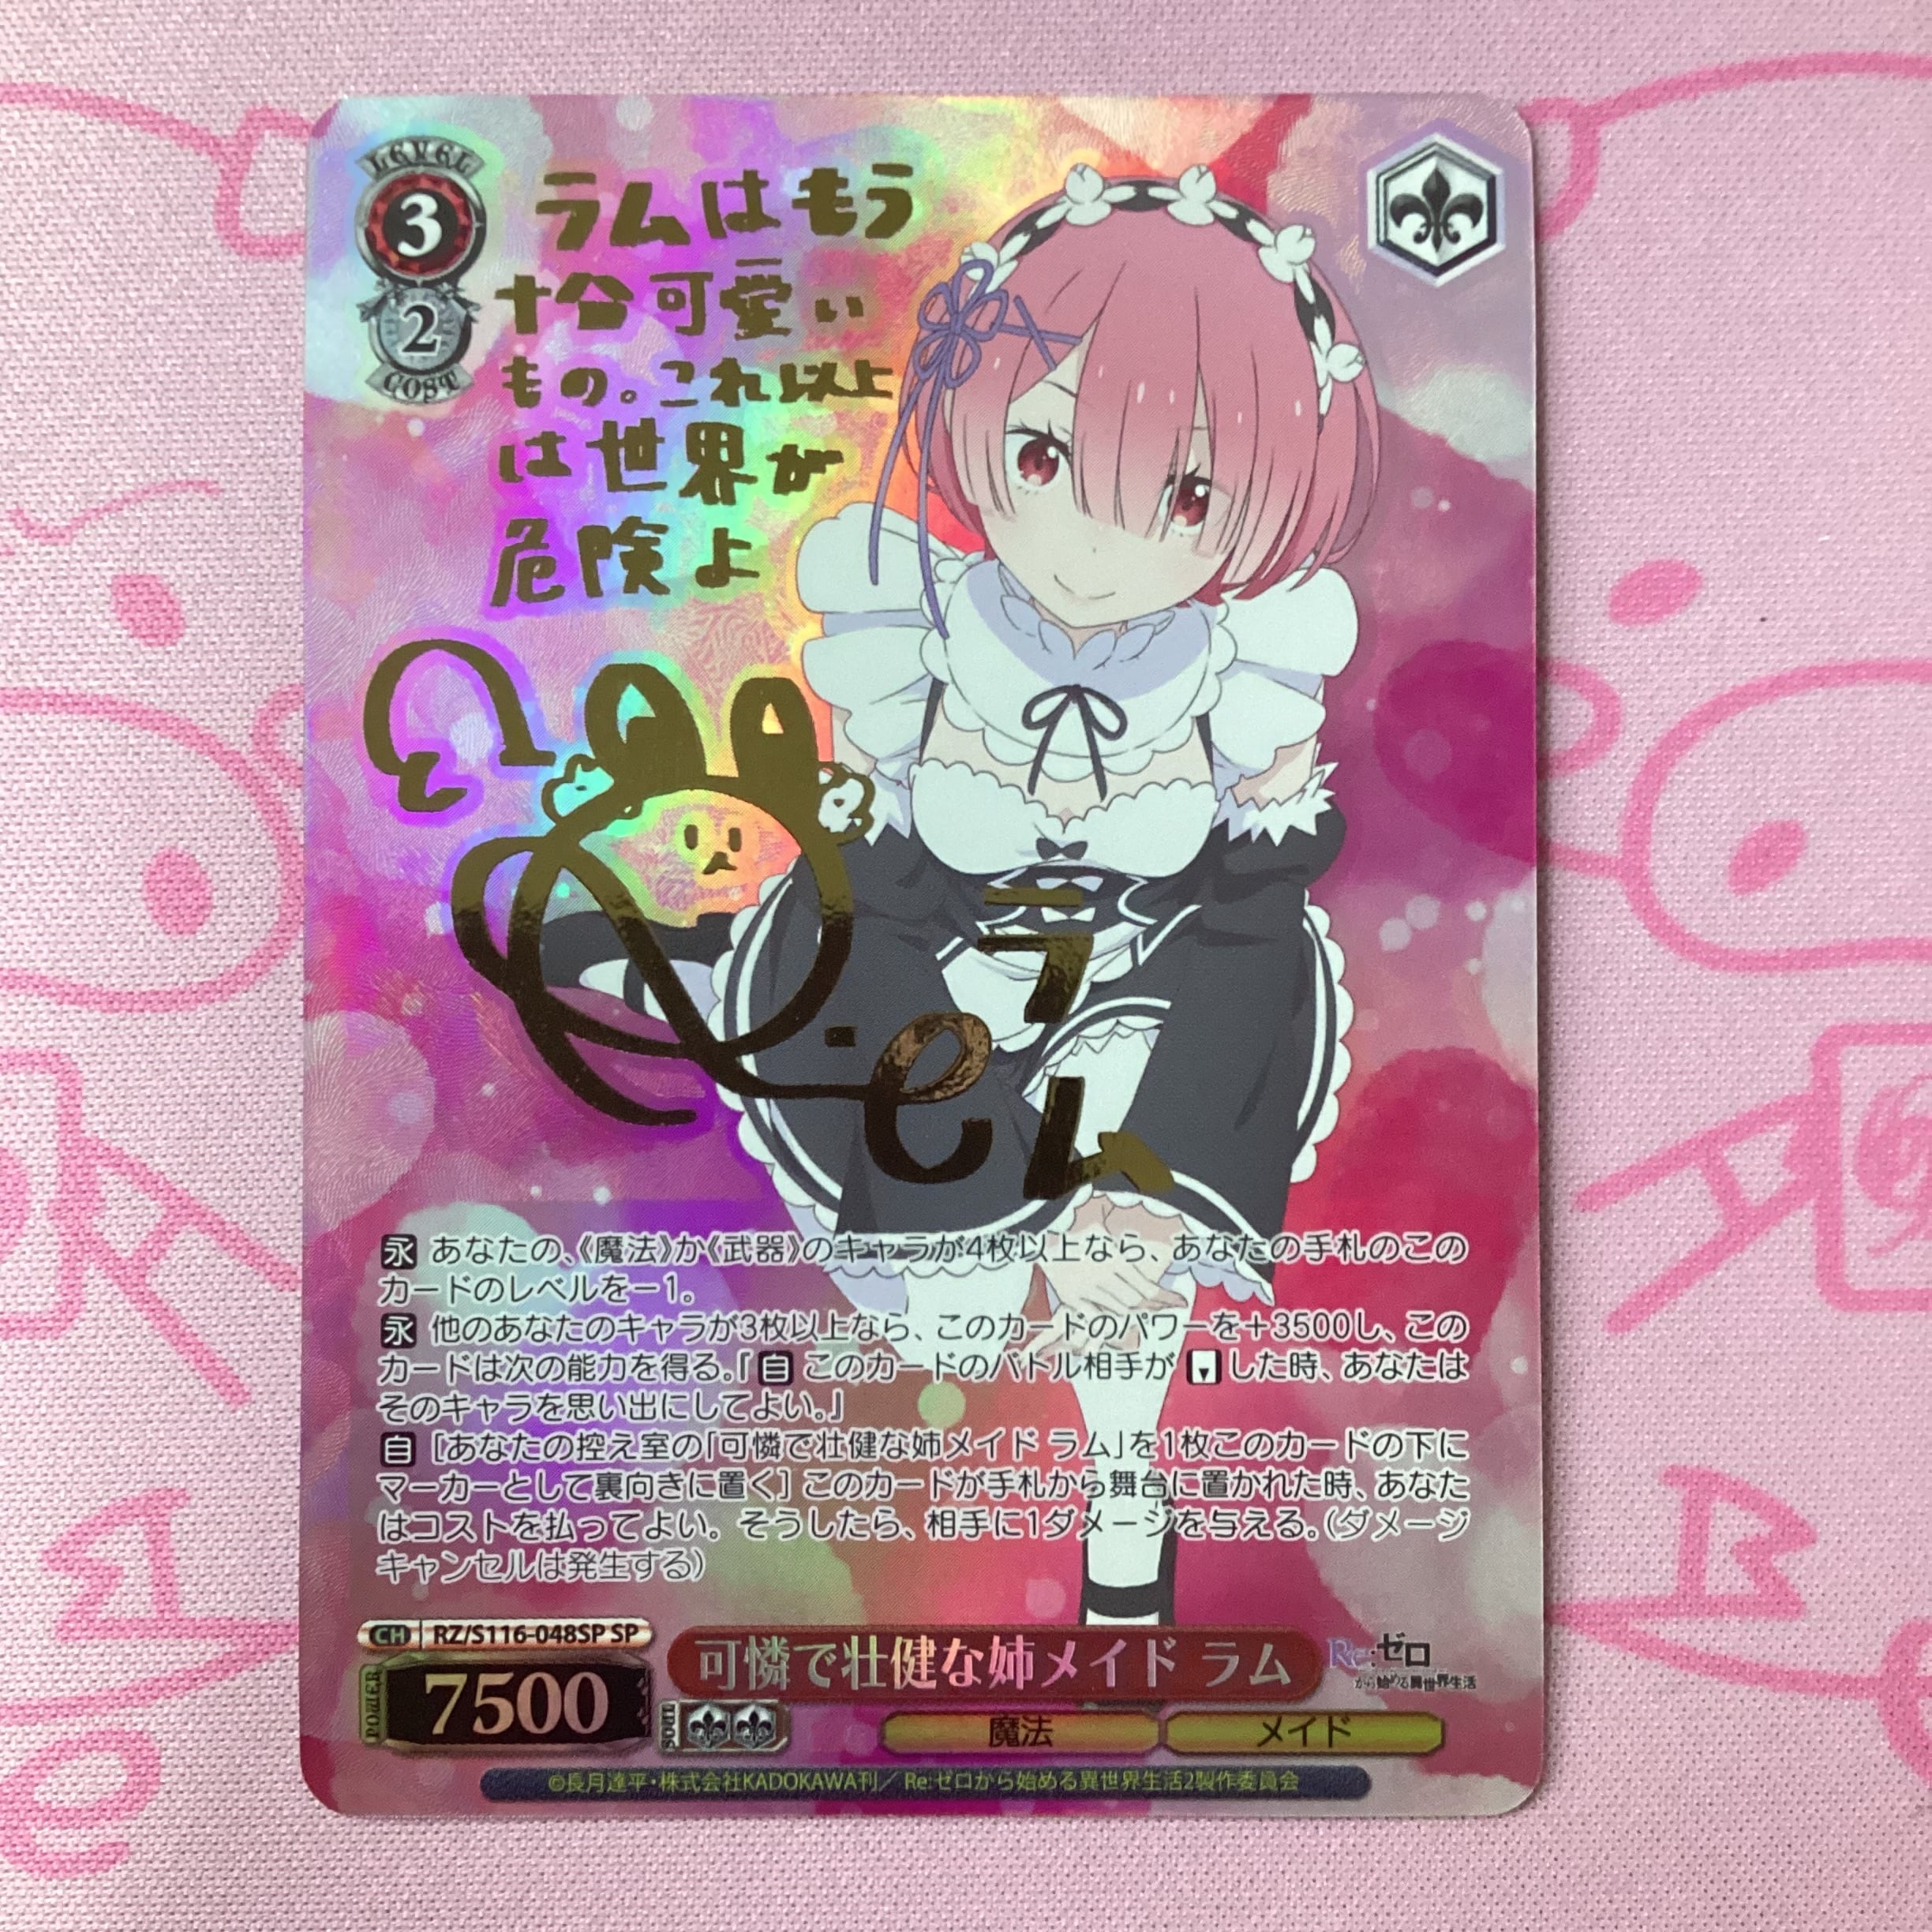 LEVEL
3
2
COST
ラムはもう
十分可愛い
もの。これ以上
は世界が
危険よ
ラム
永 あなたの、《魔法》か《武器》のキャラが4枚以上なら、あなたの手札のこの
カードのレベルを－1。
永 他のあなたのキャラが3枚以上なら、このカードのパワーを＋3500し、この
カードは次の能力を得る。『自 このカードのバトル相手が した時、あなたは
そのキャラを思い出にしてよい。』
自 [あなたの控え室の「可憐で壮健な姉メイド ラム」を1枚このカードの下に
マーカーとして裏向きに置く] このカードが手札から舞台に置かれた時、あなた
はコストを払ってよい。そうしたら、相手に1ダメージを与える。（ダメージ
キャンセルは発生する）
CH RZ/S116-048SP SP
可憐で壮健な姉メイド ラム
Re:ゼロ
から始める異世界生活
POWER 7500
SOUL
魔法 メイド
©長月達平・株式会社KADOKAWA刊／Re:ゼロから始める異世界生活2製作委員会